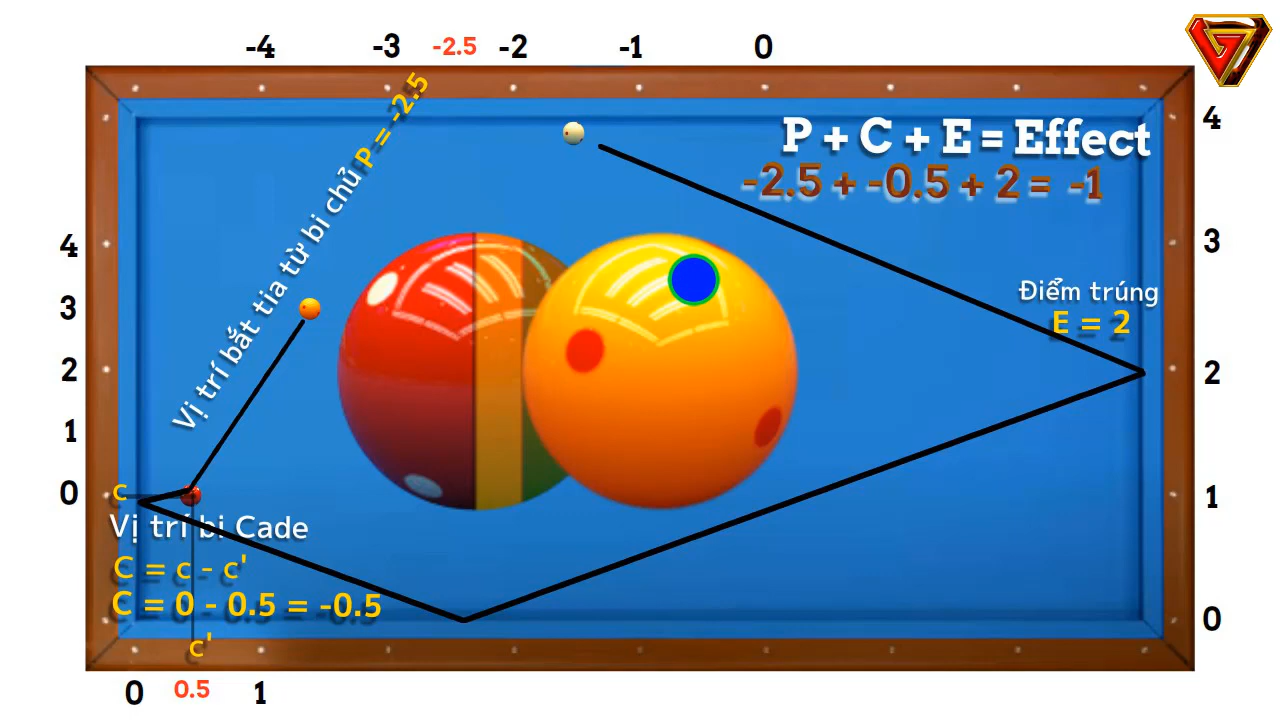 -4 -3 -2.5 -2 -1 0
4
P + C + E = Effect
-2.5 + -0.5 + 2 = -1
Vị trí bắt tia từ bi chủ P = -2.5
4 3
3
Điểm trúng
E = 2
2 2
1
0 c 1
Vị trí bi Cade
C = c - c'
C = 0 - 0.5 = -0.5
0
c'
0 0.5 1